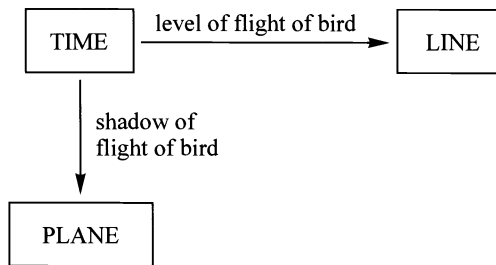 level of flight of bird
TIME
LINE
shadow of
flight of bird
PLANE